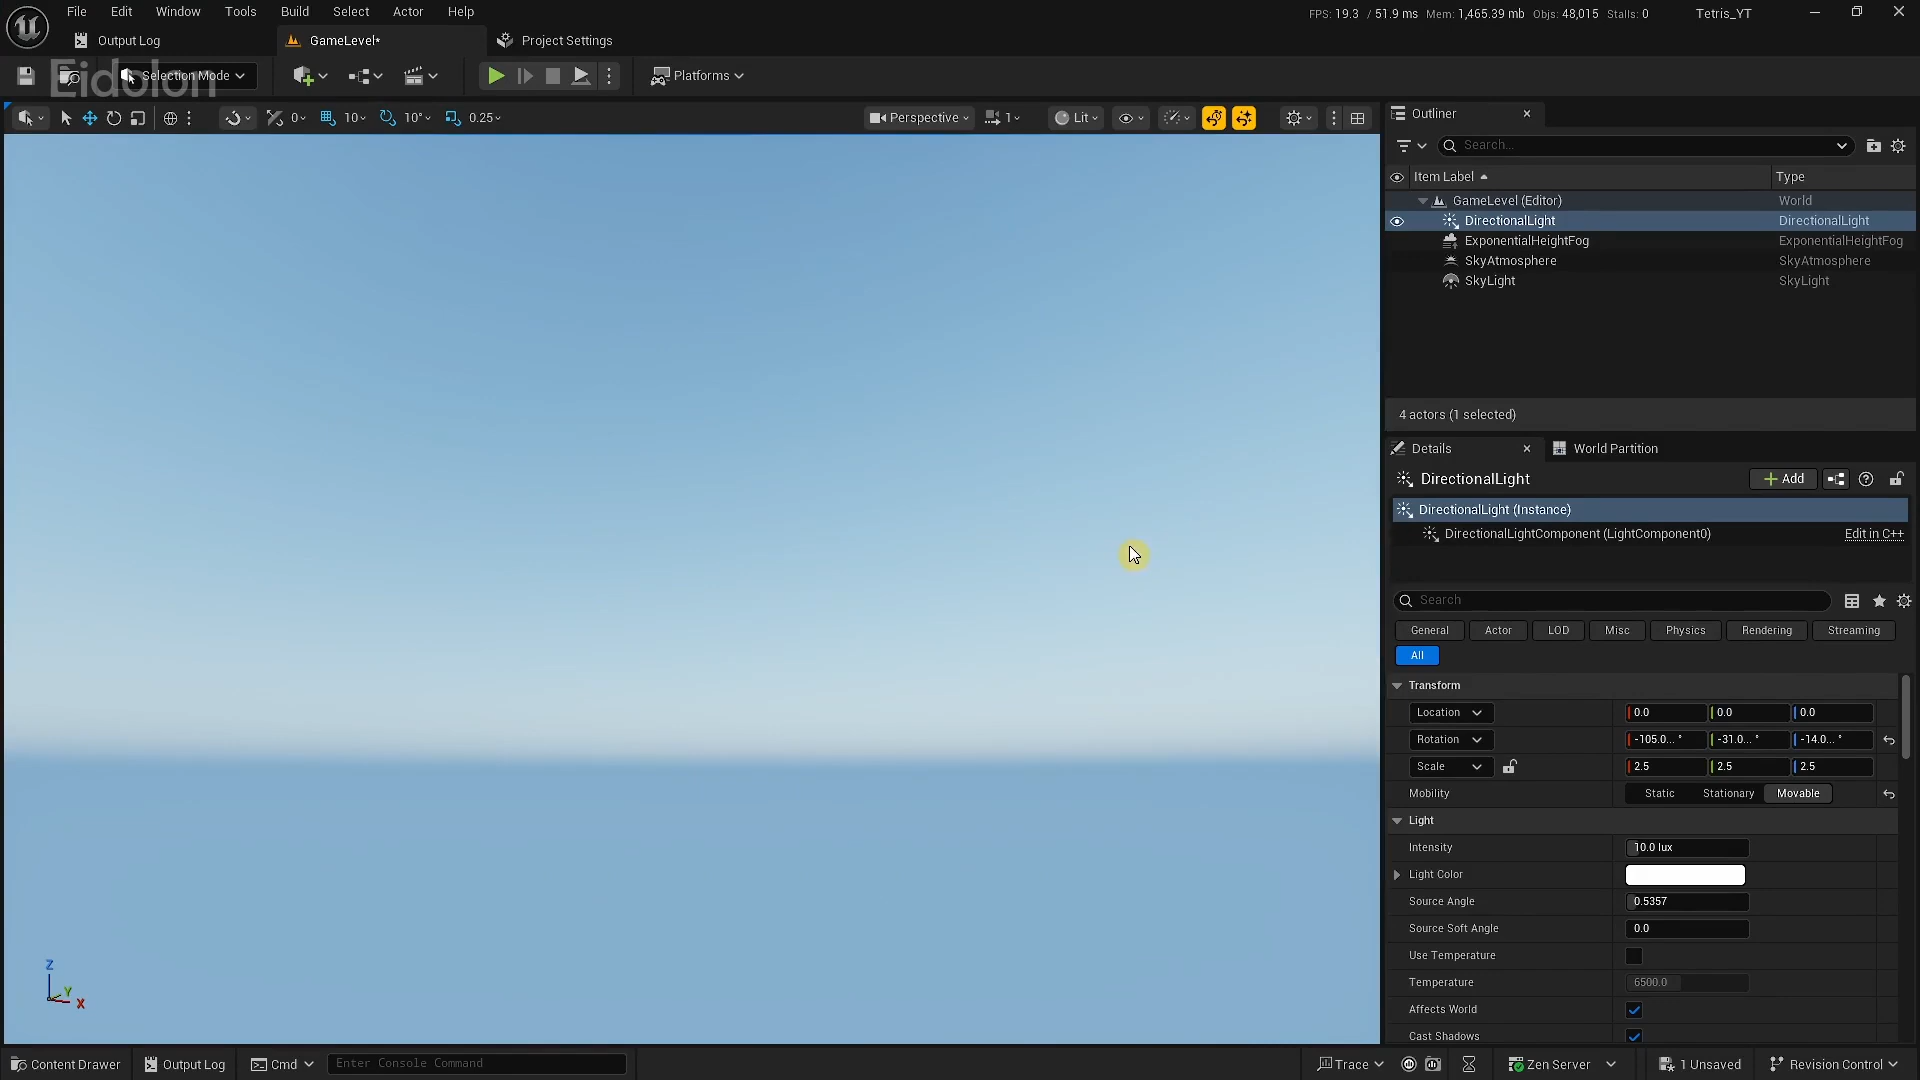 File Edit Window Tools Build Select Actor Help
FPS: 19.3 / 51.9 ms Mem: 1,465.39 mb Objs: 48,015 Stalls: 0
Tetris_YT
Output Log
GameLevel*
Project Settings
Eidolon
Selection Mode
Platforms
0
10
10°
0.25
Perspective
1
Lit
Outliner
Search...
Item Label
Type
GameLevel (Editor)
World
DirectionalLight
DirectionalLight
ExponentialHeightFog
ExponentialHeightFog
SkyAtmosphere
SkyAtmosphere
SkyLight
SkyLight
4 actors (1 selected)
Details
World Partition
DirectionalLight
Add
DirectionalLight (Instance)
DirectionalLightComponent (LightComponent0)
Edit in C++
Search
General Actor LOD Misc Physics Rendering Streaming
All
Transform
Location 0.0 0.0 0.0
Rotation -105.0... ° -31.0... ° -14.0... °
Scale 2.5 2.5 2.5
Mobility Static Stationary Movable
Light
Intensity 10.0 lux
Light Color
Source Angle 0.5357
Source Soft Angle 0.0
Use Temperature
Temperature 6500.0
Affects World
Cast Shadows
Z
Y
X
Content Drawer
Output Log
Cmd
Enter Console Command
Trace
Zen Server
1 Unsaved
Revision Control